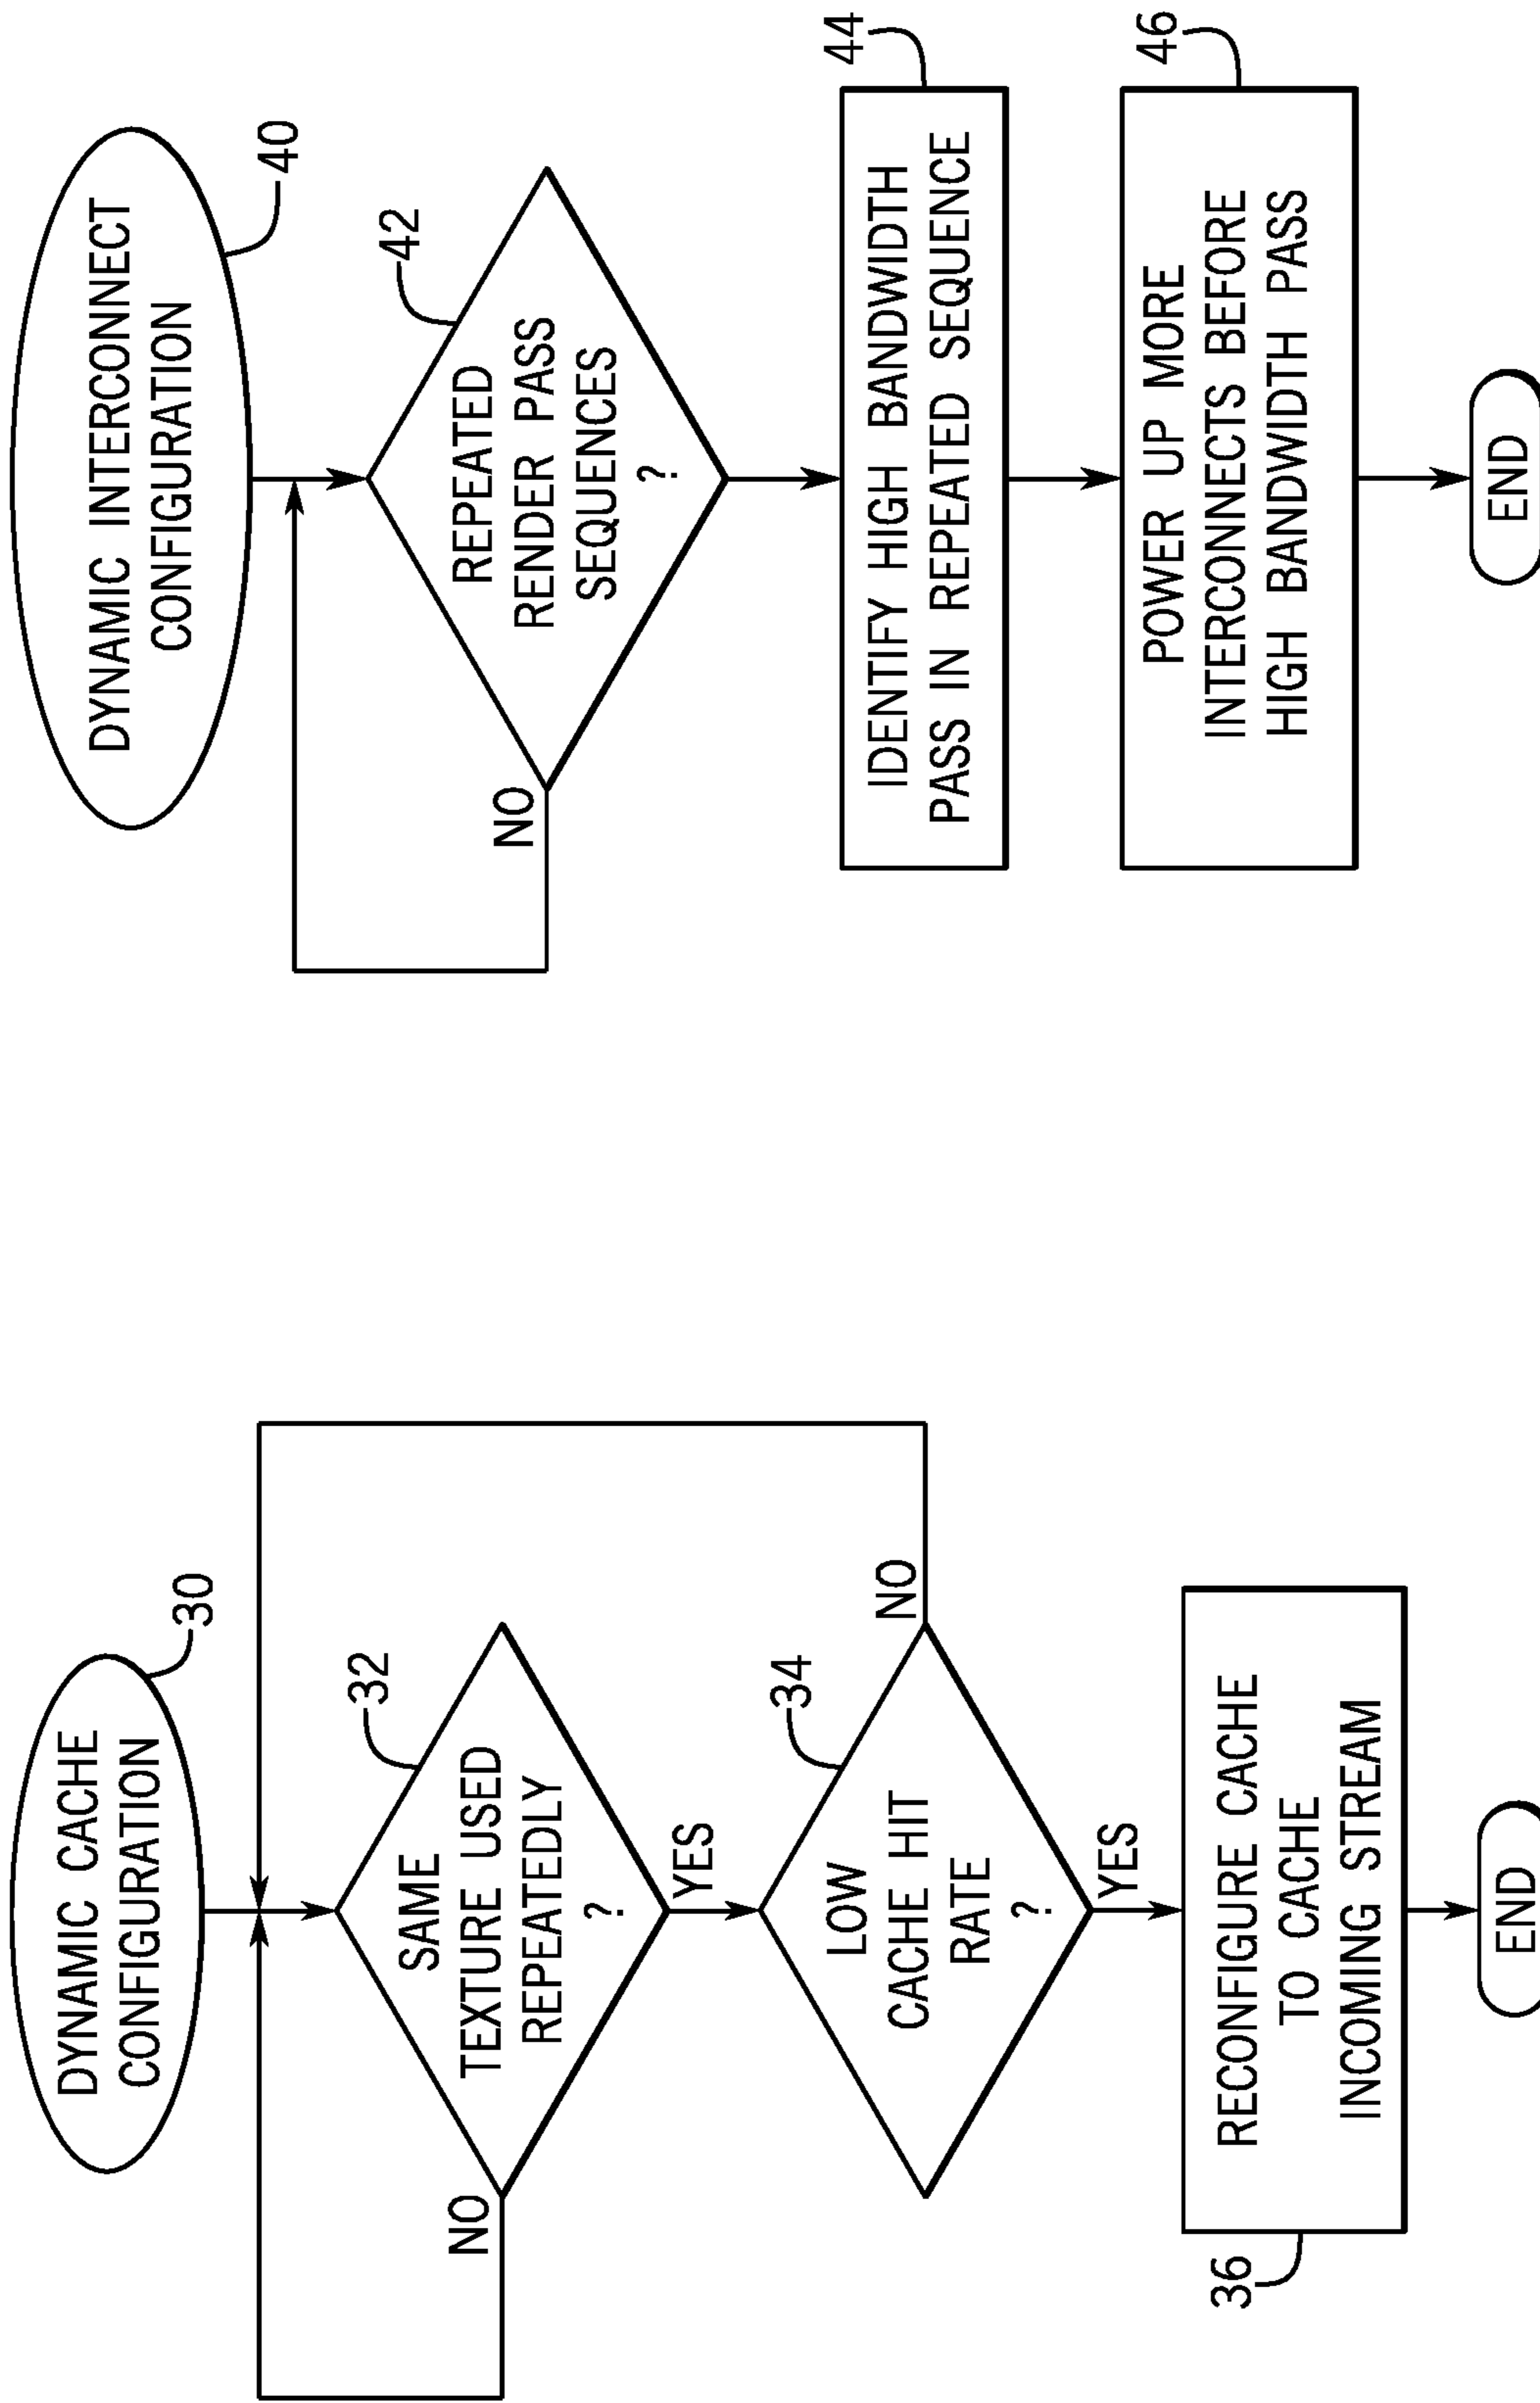 DYNAMIC CACHE
CONFIGURATION
30
SAME
TEXTURE USED
REPEATEDLY
?
32
NO
YES
LOW
CACHE HIT
RATE
?
34
NO
YES
RECONFIGURE CACHE
TO CACHE
INCOMING STREAM
36
END
DYNAMIC INTERCONNECT
CONFIGURATION
40
REPEATED
RENDER PASS
SEQUENCES
?
42
NO
IDENTIFY HIGH BANDWIDTH
PASS IN REPEATED SEQUENCE
44
POWER UP MORE
INTERCONNECTS BEFORE
HIGH BANDWIDTH PASS
46
END